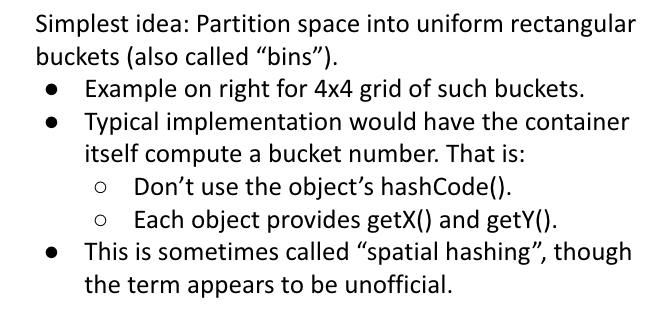 Simplest idea: Partition space into uniform rectangular
buckets (also called “bins”).
● Example on right for 4x4 grid of such buckets.
● Typical implementation would have the container
itself compute a bucket number. That is:
○ Don’t use the object’s hashCode().
○ Each object provides getX() and getY().
● This is sometimes called “spatial hashing”, though
the term appears to be unofficial.